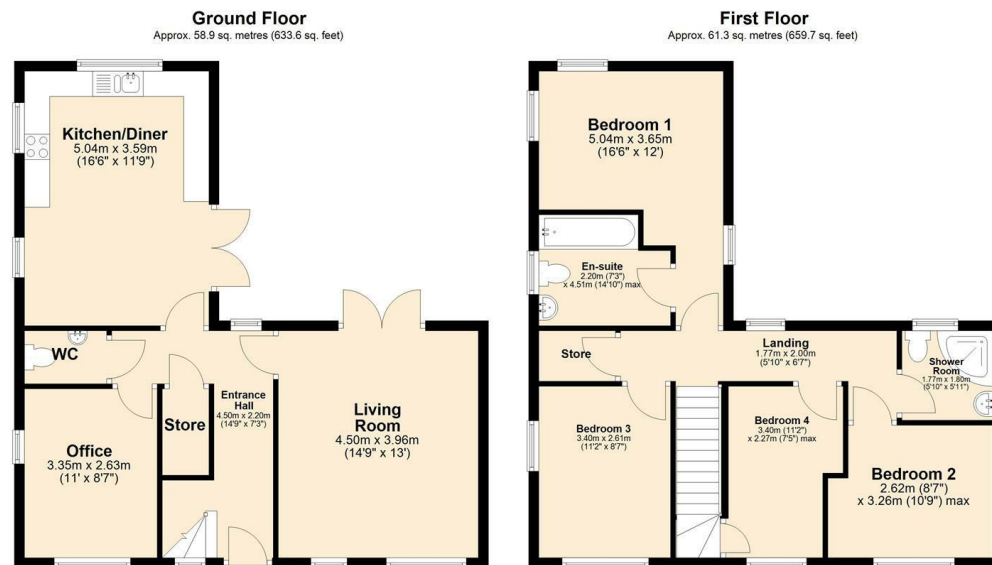 Ground Floor
Approx. 58.9 sq. metres (633.6 sq. feet)
Kitchen/Diner
5.04m x 3.59m
(16'6" x 11'9")
WC
Office
3.35m x 2.63m
(11' x 8'7")
Store
Entrance
Hall
4.50m x 2.20m
(14'9" x 7'3")
Living
Room
4.50m x 3.96m
(14'9" x 13')
First Floor
Approx. 61.3 sq. metres (659.7 sq. feet)
Bedroom 1
5.04m x 3.65m
(16'6" x 12')
En-suite
2.20m (7'3")
x 4.51m (14'10") max
Store
Landing
1.77m x 2.00m
(5'10" x 6'7")
Shower
Room
1.77m x 1.80m
(5'10" x 5'11")
Bedroom 3
3.40m x 2.61m
(11'2" x 8'7")
Bedroom 4
3.40m (11'2")
x 2.27m (7'5") max
Bedroom 2
2.62m (8'7")
x 3.26m (10'9") max